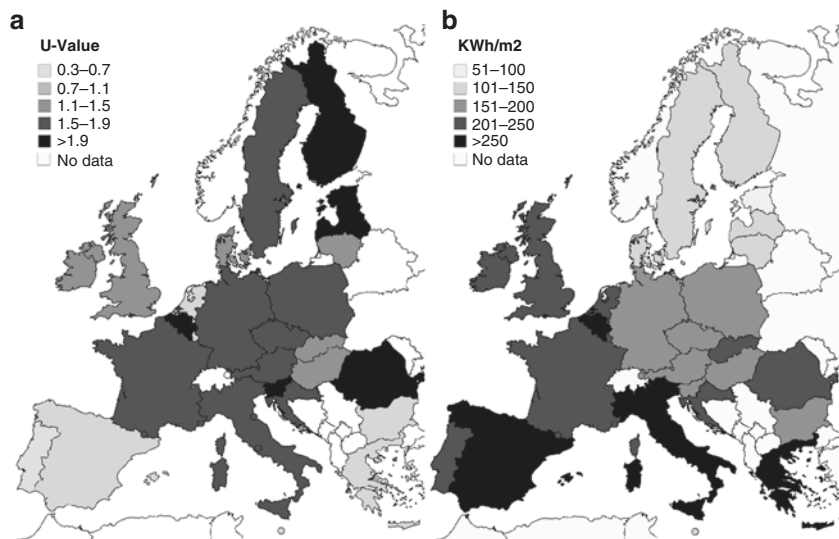 a
U-Value
0.3–0.7
0.7–1.1
1.1–1.5
1.5–1.9
>1.9
No data
b
KWh/m2
51–100
101–150
151–200
201–250
>250
No data